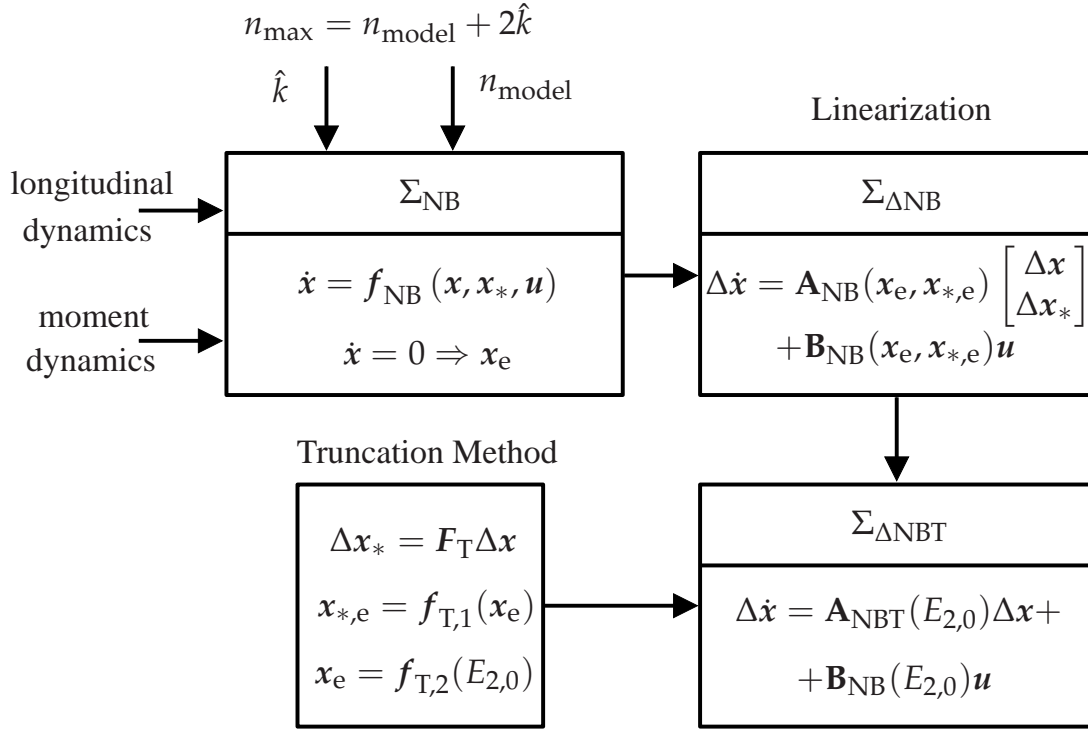 n_max = n_model + 2k̂
k̂
n_model
longitudinal
dynamics
moment
dynamics
Σ_NB
ẋ = f_NB (x, x_*, u)
ẋ = 0 ⇒ x_e
Linearization
Σ_ΔNB
Δẋ = A_NB(x_e, x_*,e) [Δx
Δx_*]
+B_NB(x_e, x_*,e)u
Truncation Method
Δx_* = F_T Δx
x_*,e = f_T,1(x_e)
x_e = f_T,2(E_2,0)
Σ_ΔNBT
Δẋ = A_NBT(E_2,0)Δx+
+B_NB(E_2,0)u